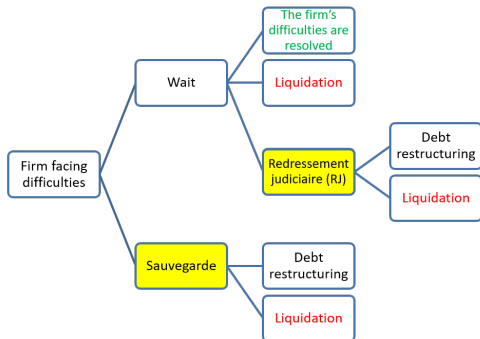 The firm's
difficulties are
resolved
Wait
Liquidation
Firm facing
difficulties
Redressement
judiciaire (RJ)
Debt
restructuring
Liquidation
Sauvegarde
Debt
restructuring
Liquidation